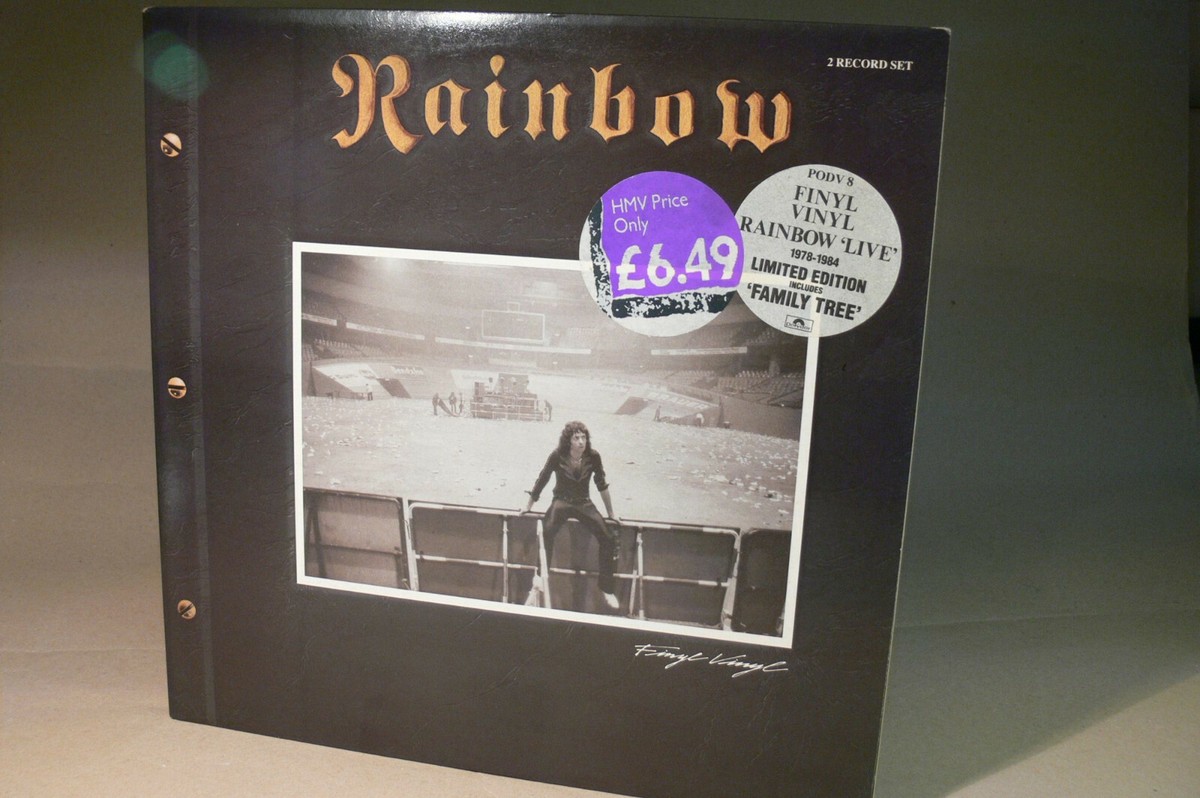 Rainbow
2 RECORD SET
HMV Price
Only
£6.49
PODV 8
FINYL
VINYL
RAINBOW 'LIVE'
1978-1984
LIMITED EDITION
INCLUDES
'FAMILY TREE'
Finyl Vinyl